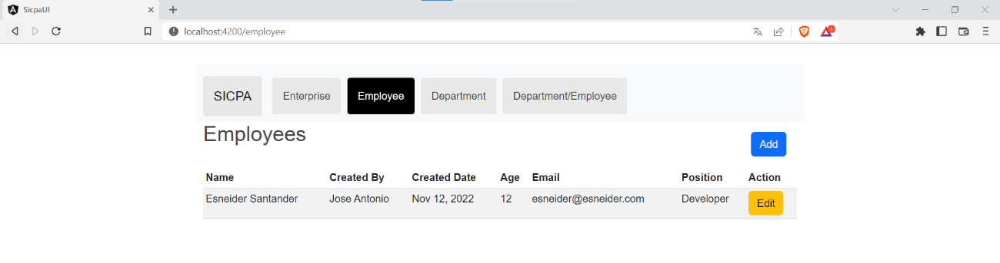 SicpaUI
localhost:4200/employee
1
SICPA Enterprise Employee Department Department/Employee
Employees
Add
Name Created By Created Date Age Email Position Action
Esneider Santander Jose Antonio Nov 12, 2022 12 esneider@esneider.com Developer Edit